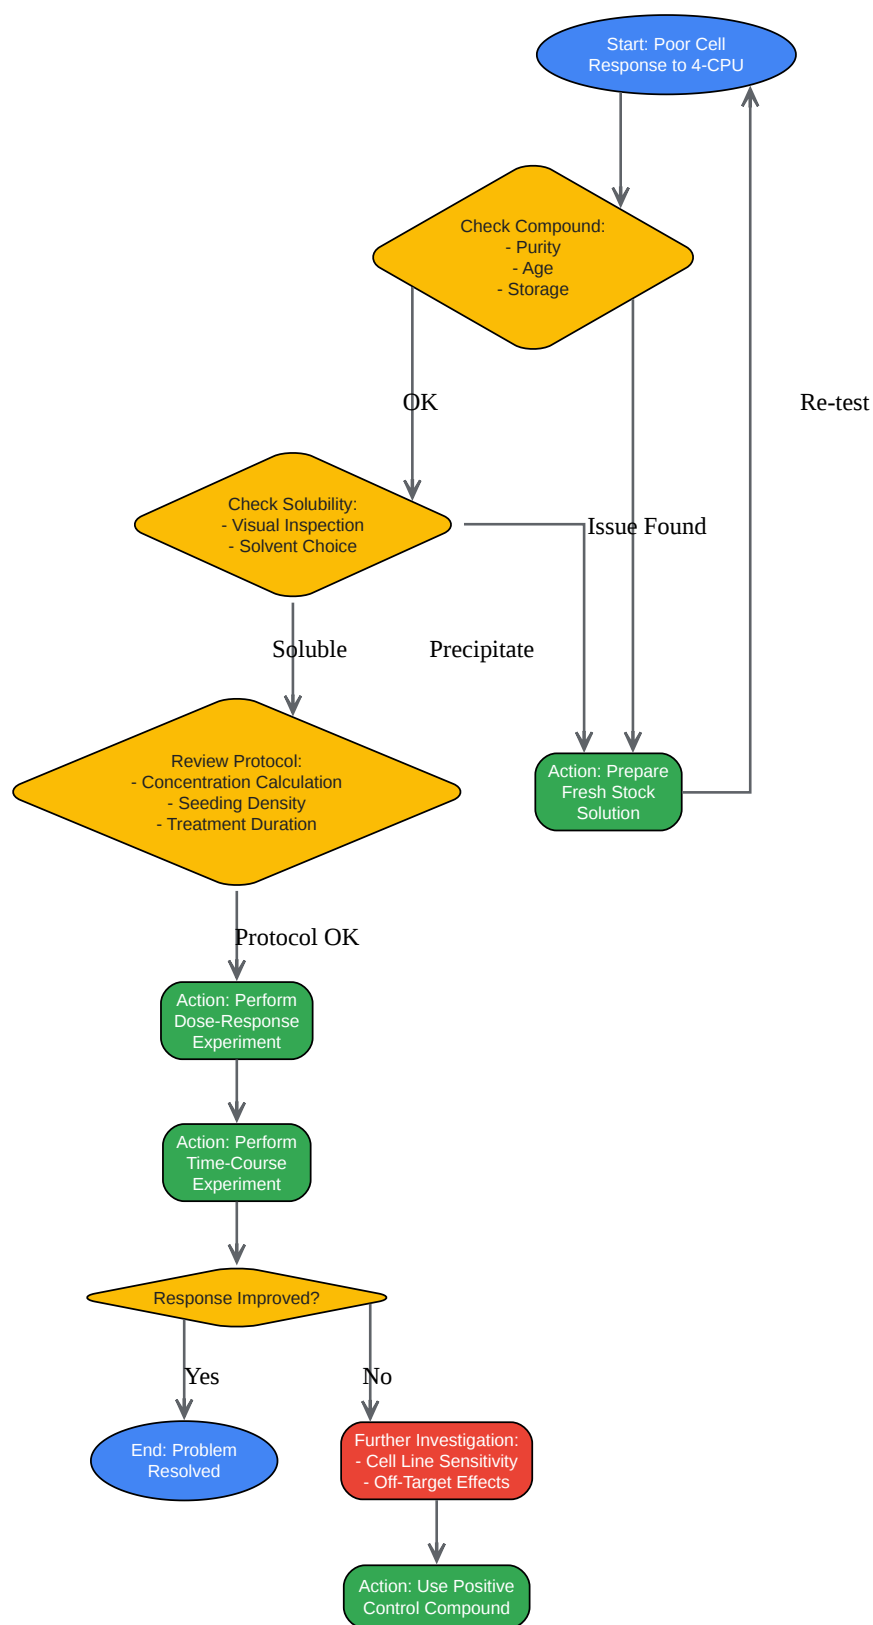 Start: Poor Cell
Response to 4-CPU
Check Compound:
- Purity
- Age
- Storage
OK
Re-test
Check Solubility:
- Visual Inspection
- Solvent Choice
Issue Found
Soluble
Precipitate
Review Protocol:
- Concentration Calculation
- Seeding Density
- Treatment Duration
Action: Prepare
Fresh Stock
Solution
Protocol OK
Action: Perform
Dose-Response
Experiment
Action: Perform
Time-Course
Experiment
Response Improved?
Yes
No
End: Problem
Resolved
Further Investigation:
- Cell Line Sensitivity
- Off-Target Effects
Action: Use Positive
Control Compound